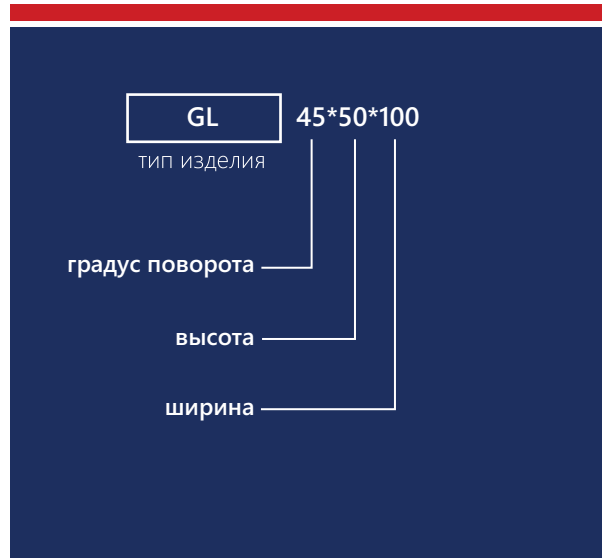 GL 45*50*100
тип изделия
градус поворота
высота
ширина